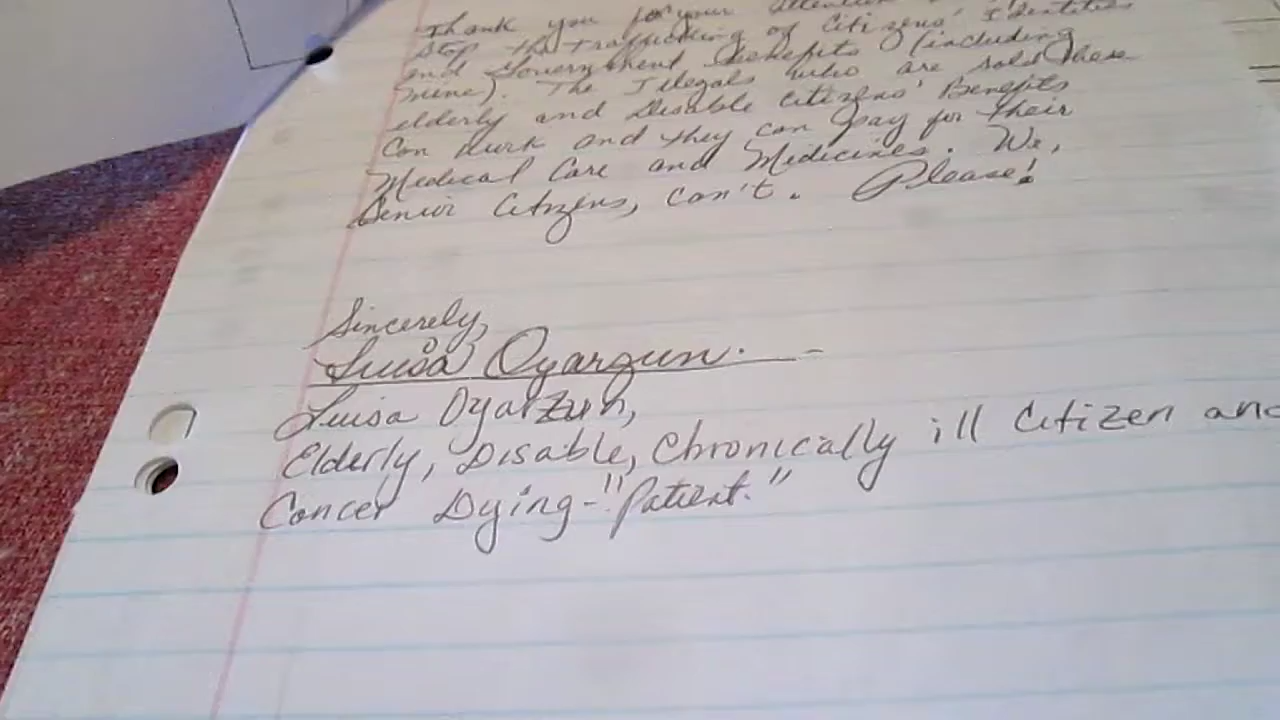 Thank you for your attention
stop the Trafficking of Citizens' Identities
and Government Benefits (including
mine). The Illegals who are sold these
elderly and Disable Citizens' Benefits
Can Work and they can pay for their
Medical Care and Medicines. We,
Senior Citizens, can't. Please!
Sincerely,
Luisa Oyarzun.
Luisa Oyarzun,
Elderly, Disable, Chronically ill Citizen and
Cancer Dying-"Patient."